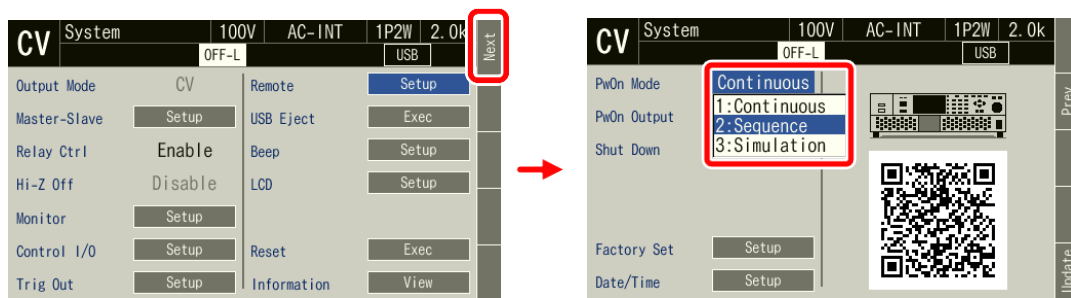 CV System 100V AC-INT 1P2W 2.0k
OFF-L USB
Next
Output Mode CV Remote Setup
Master-Slave Setup USB Eject Exec
Relay Ctrl Enable Beep Setup
Hi-Z Off Disable LCD Setup
Monitor Setup
Control I/O Setup Reset Exec
Trig Out Setup Information View
CV System 100V AC-INT 1P2W 2.0k
OFF-L USB
PwOn Mode Continuous
1:Continuous
PwOn Output 2:Sequence
Shut Down 3:Simulation
Prev
Factory Set Setup
Date/Time Setup
Update